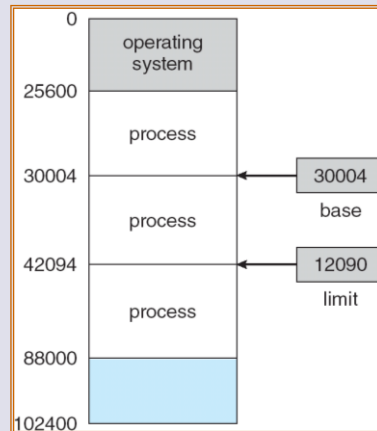 0
operating
system
25600
process
30004
30004
base
process
42094
12090
limit
process
88000
102400